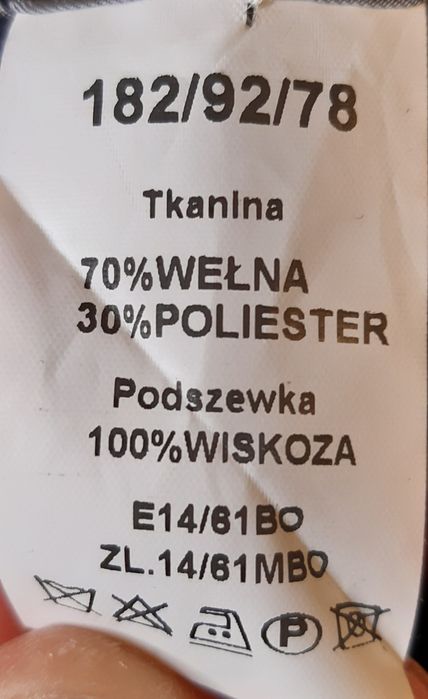 182/92/78
Tkanina
70%WEŁNA
30%POLIESTER
Podszewka
100%WISKOZA
E14/61BO
ZL.14/61MBO
P